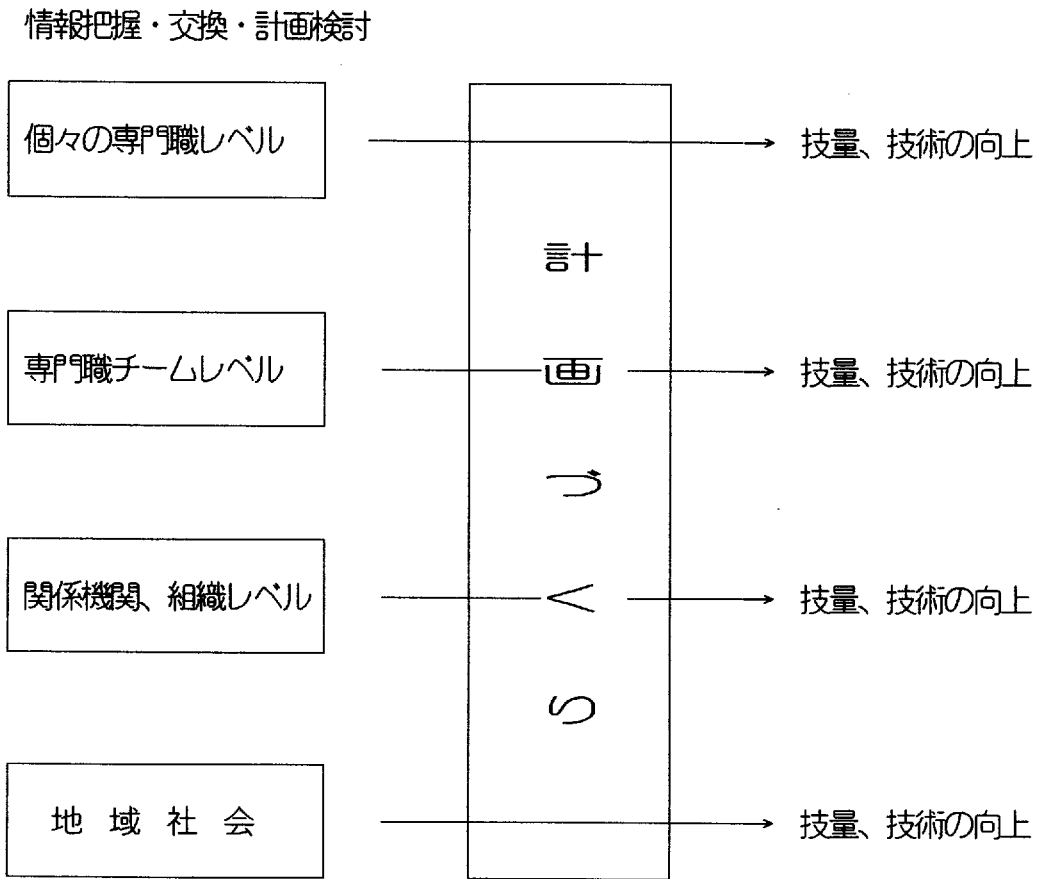 情報把握・交換・計画検討
個々の専門職レベル
技量、技術の向上
専門職チームレベル
技量、技術の向上
関係機関、組織レベル
技量、技術の向上
地域社会
技量、技術の向上
計画づくり